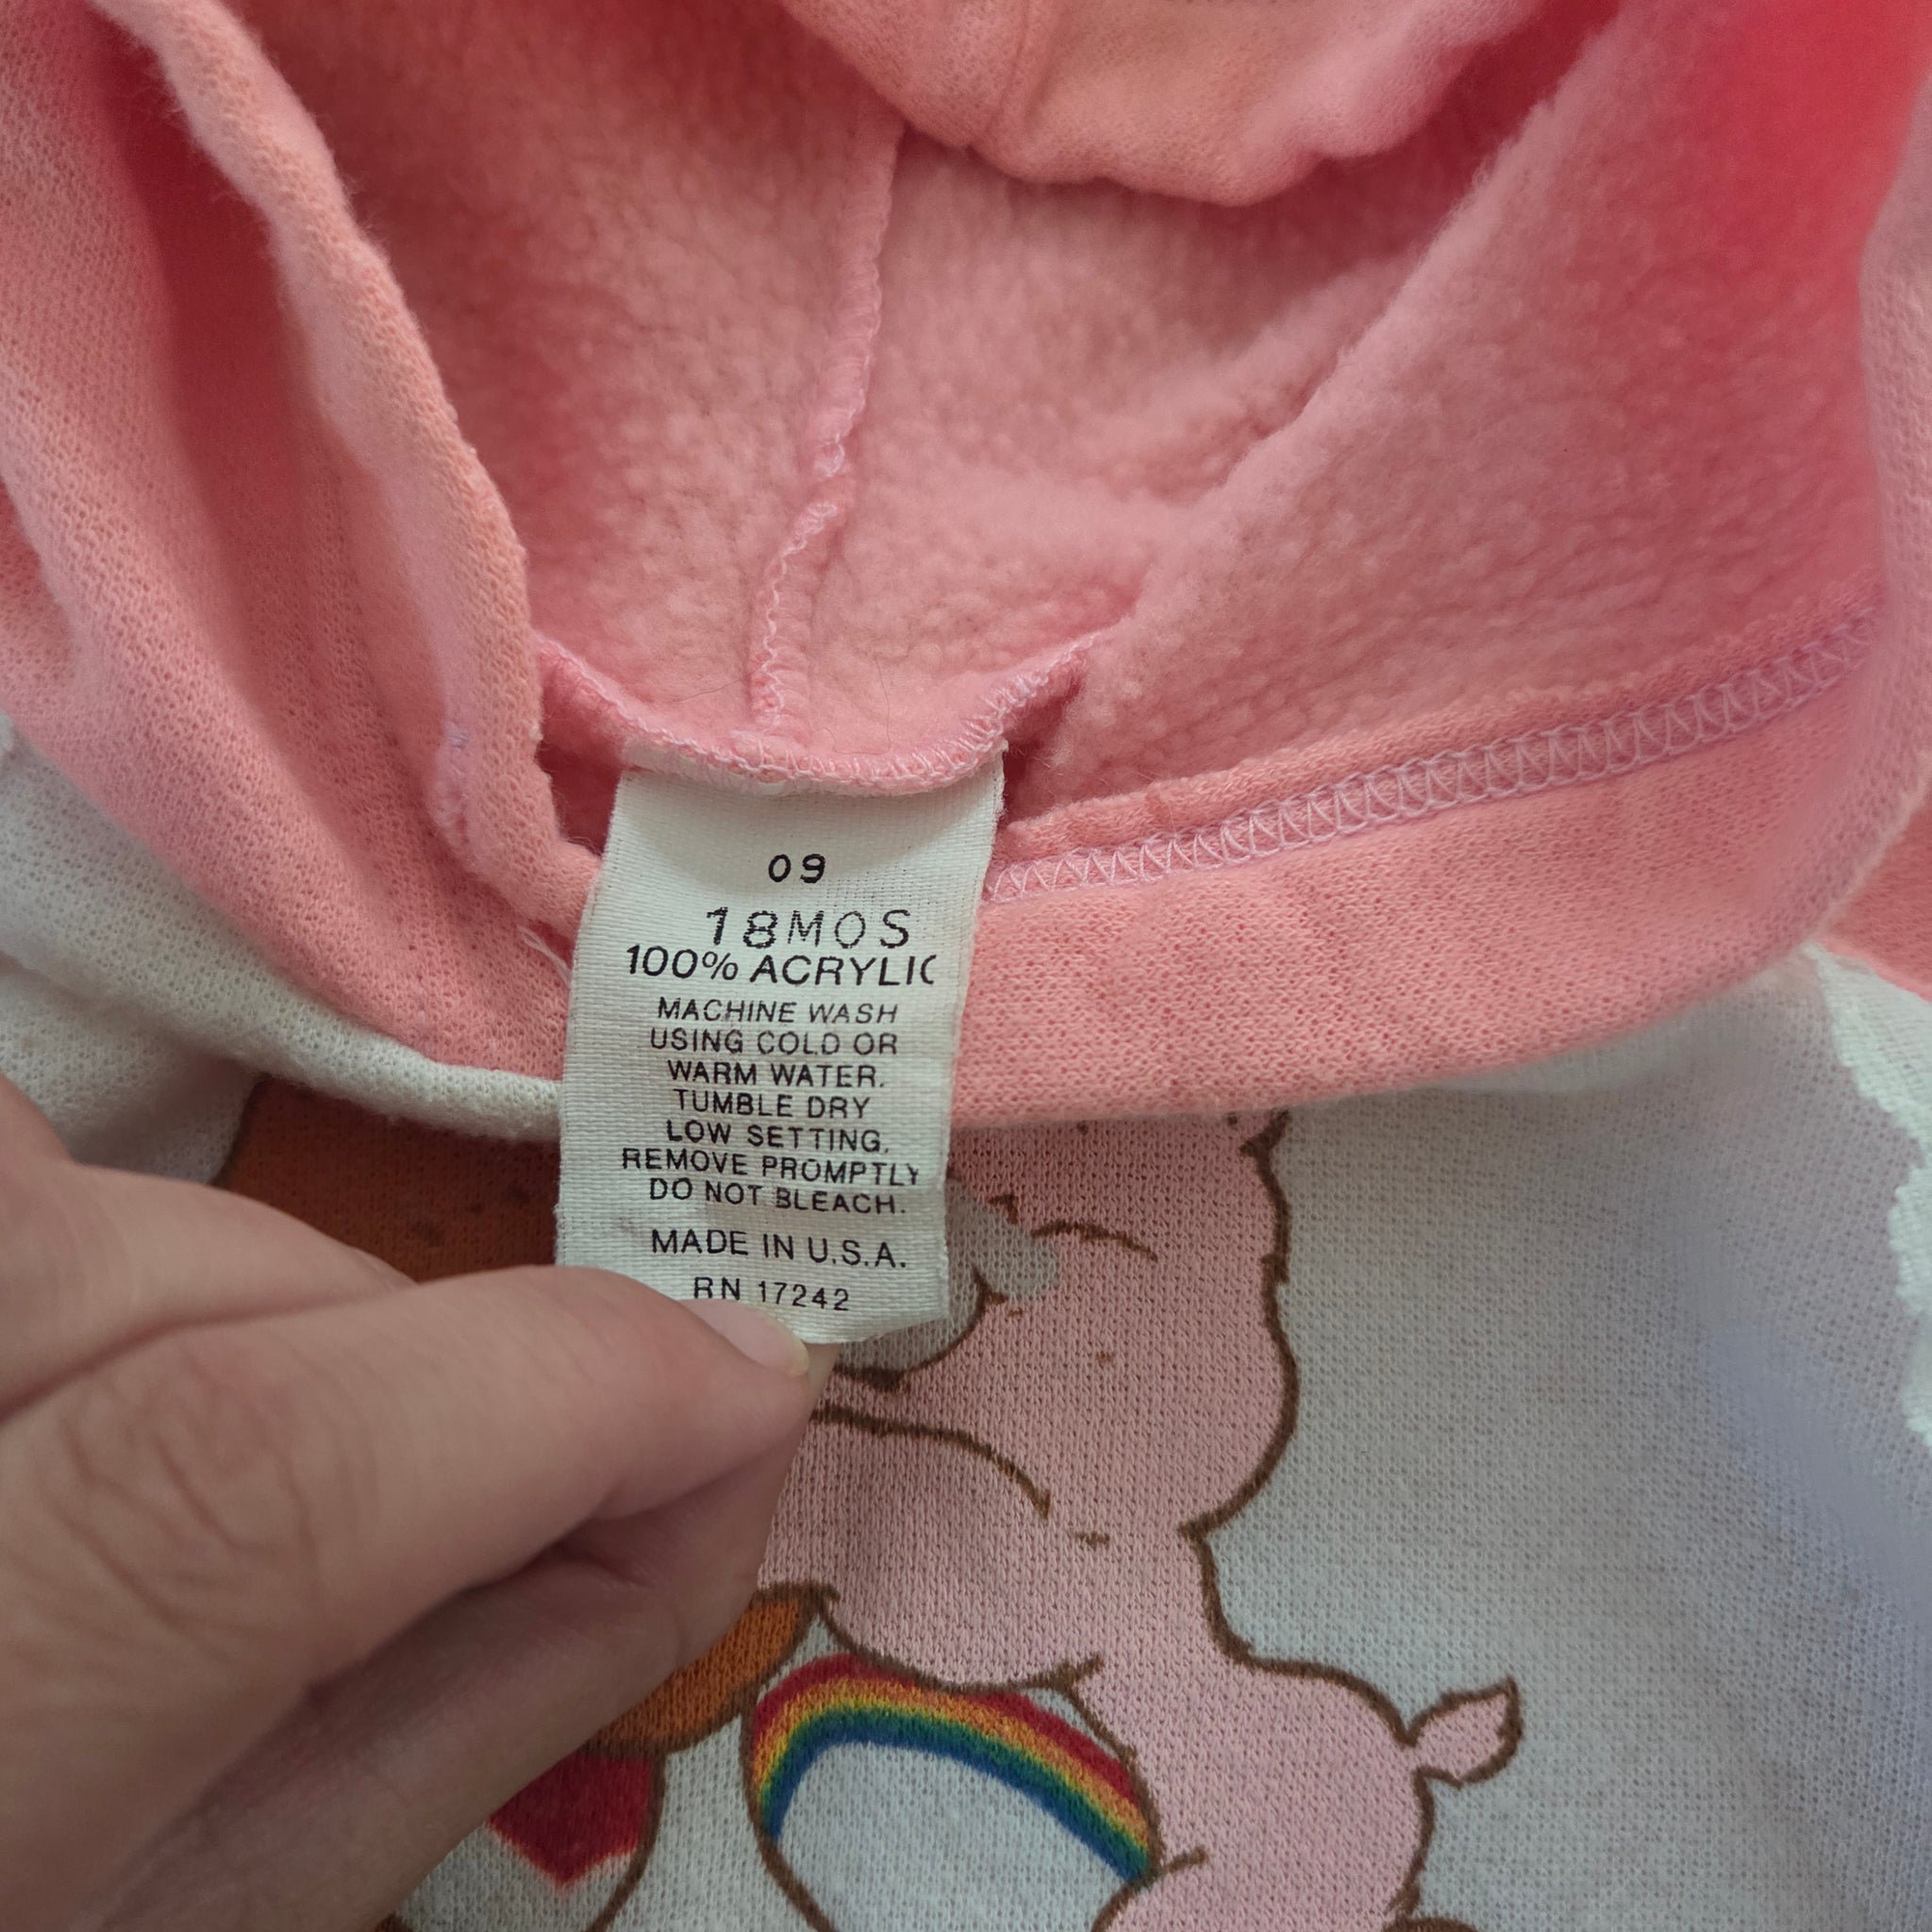 09
18MOS
100% ACRYLIC
MACHINE WASH
USING COLD OR
WARM WATER.
TUMBLE DRY
LOW SETTING.
REMOVE PROMPTLY
DO NOT BLEACH.
MADE IN U.S.A.
RN 17242